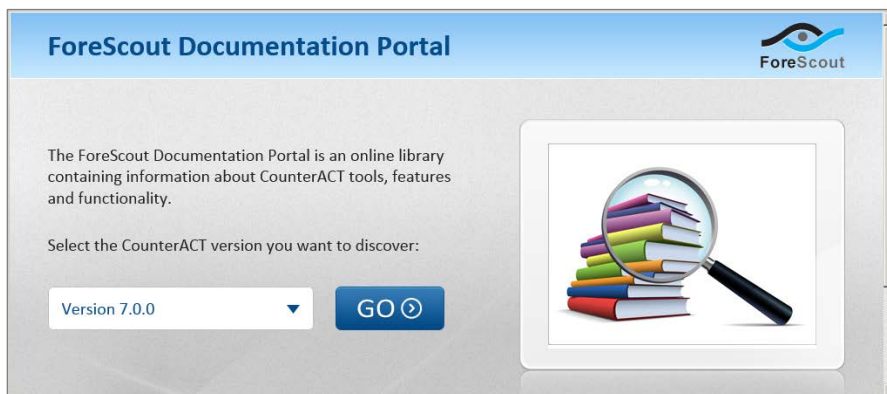 ForeScout Documentation Portal
ForeScout
The ForeScout Documentation Portal is an online library
containing information about CounterACT tools, features
and functionality.
Select the CounterACT version you want to discover:
Version 7.0.0
GO